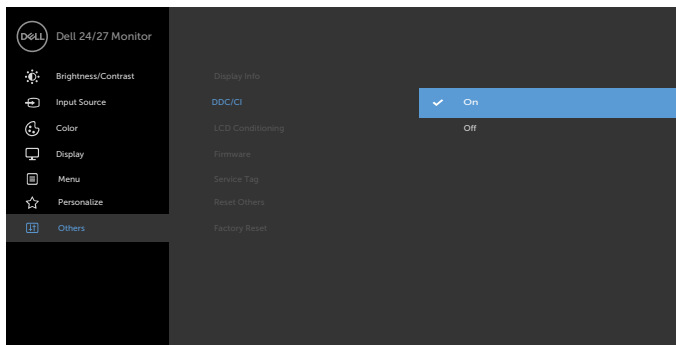 DELL Dell 24/27 Monitor
Brightness/Contrast Display Info
Input Source DDC/CI On
Color LCD Conditioning Off
Display Firmware
Menu Service Tag
Personalize Reset Others
Others Factory Reset